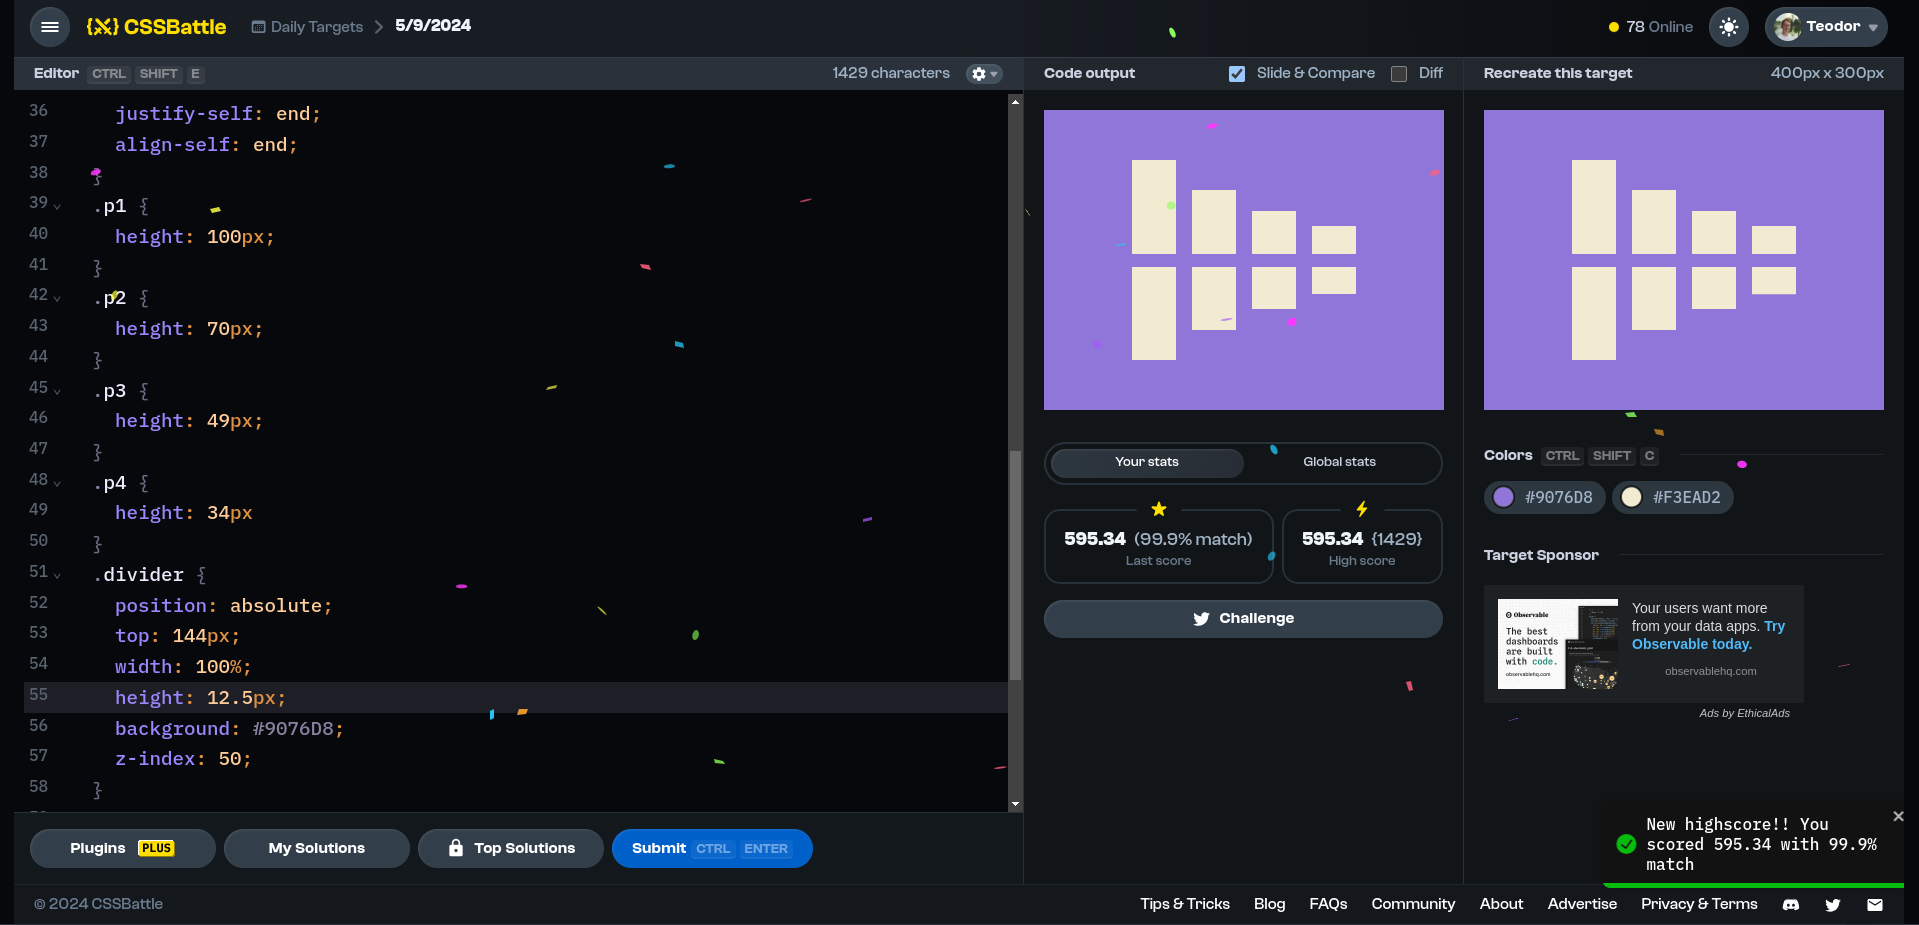 CSSBattle
Daily Targets
5/9/2024
78 Online
Teodor
Editor CTRL SHIFT E
1429 characters
Code output
Slide & Compare
Diff
Recreate this target
400px x 300px
36 justify-self: end;
37 align-self: end;
38 }
39 .p1 {
40 height: 100px;
41 }
42 .p2 {
43 height: 70px;
44 }
45 .p3 {
46 height: 49px;
47 }
48 .p4 {
49 height: 34px
50 }
51 .divider {
52 position: absolute;
53 top: 144px;
54 width: 100%;
55 height: 12.5px;
56 background: #9076D8;
57 z-index: 50;
58 }
Your stats
Global stats
595.34 (99.9% match)
Last score
595.34 {1429}
High score
Challenge
Colors CTRL SHIFT C
#9076D8
#F3EAD2
Target Sponsor
Observable
The best
dashboards
are built
with code.
observablehq.com
Your users want more
from your data apps. Try
Observable today.
observablehq.com
Ads by EthicalAds
New highscore!! You
scored 595.34 with 99.9%
match
Plugins PLUS
My Solutions
Top Solutions
Submit CTRL ENTER
© 2024 CSSBattle
Tips & Tricks
Blog
FAQs
Community
About
Advertise
Privacy & Terms